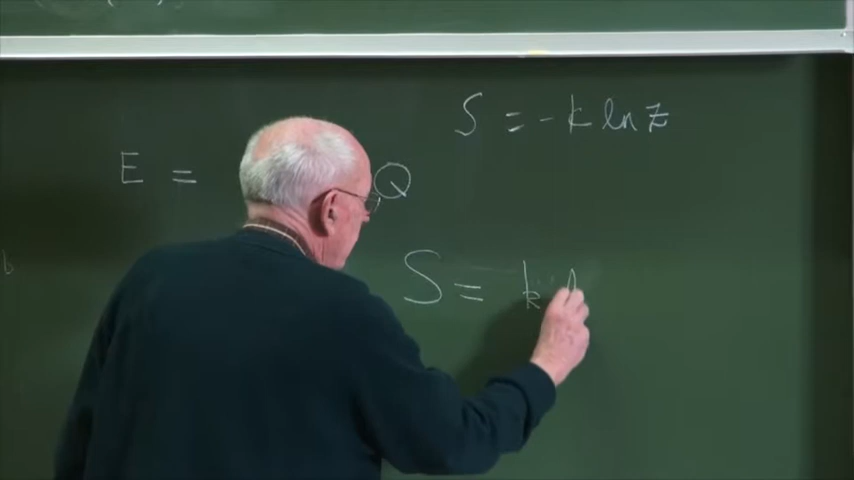 S = - k ln z
E = Q
S = k